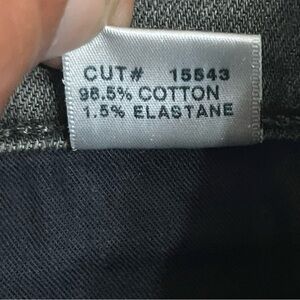 CUT# 15543
98.5% COTTON
1.5% ELASTANE